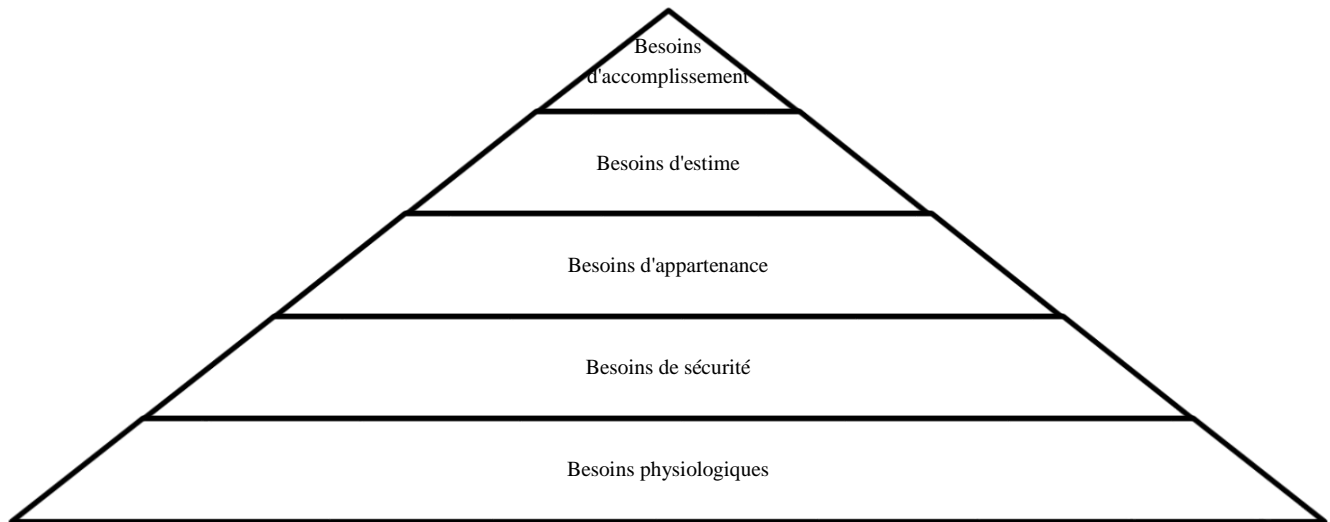 Besoins
d'accomplissement
Besoins d'estime
Besoins d'appartenance
Besoins de sécurité
Besoins physiologiques